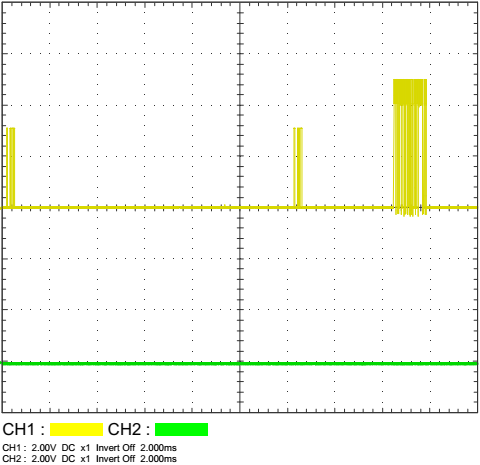 CH1 : CH2 :
CH1 : 2.00V DC x1 Invert Off 2.000ms
CH2 : 2.00V DC x1 Invert Off 2.000ms